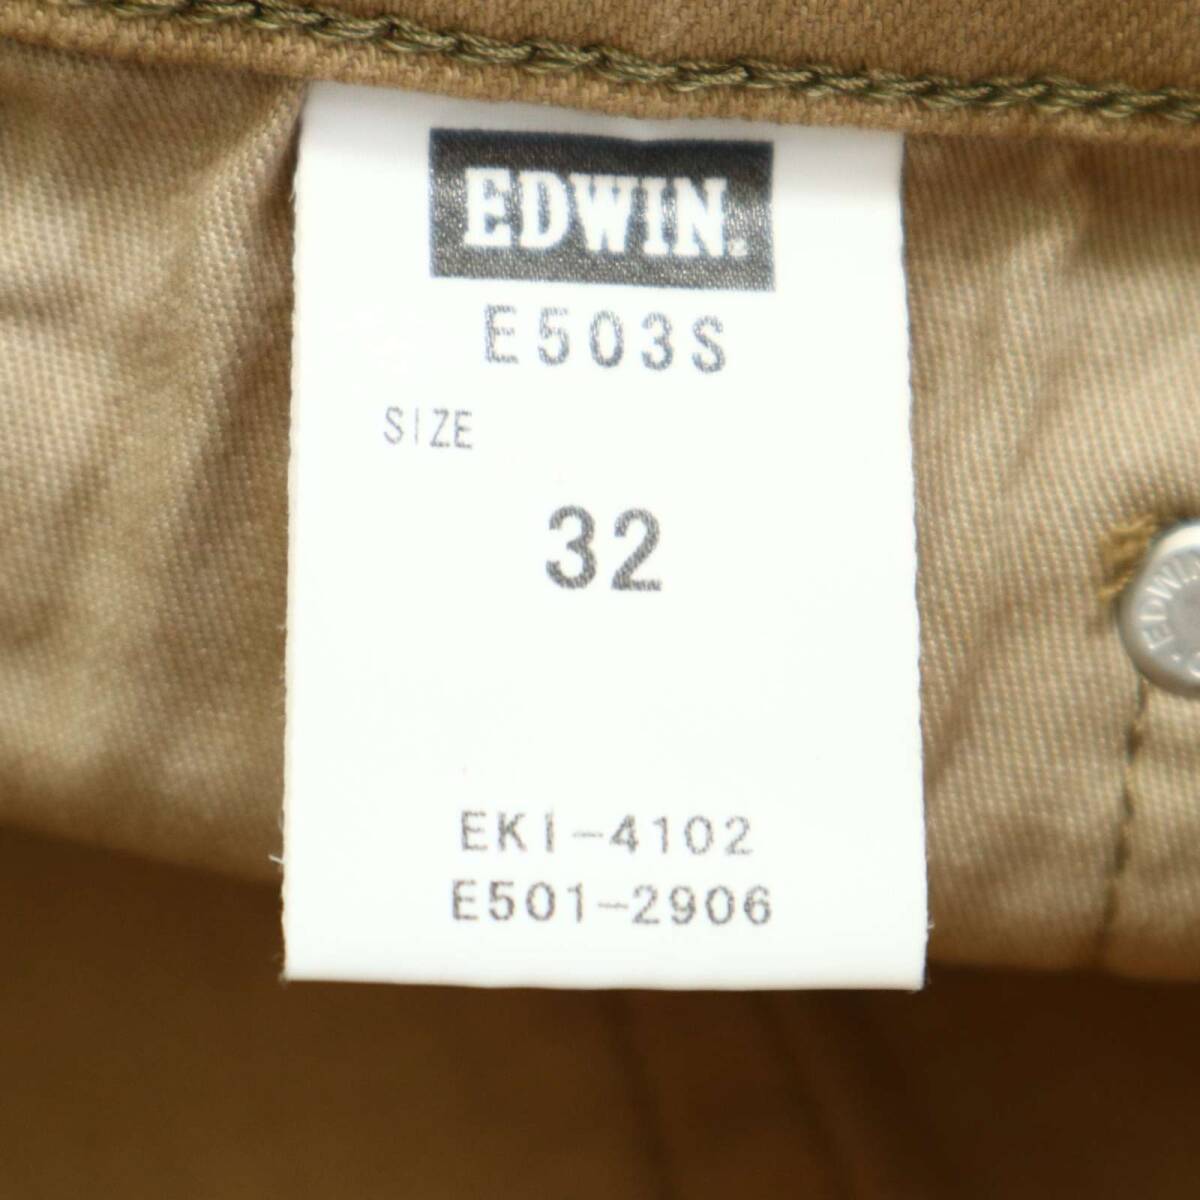 EDWIN.
E503S
SIZE
32
EKI-4102
E501-2906
EDWIN